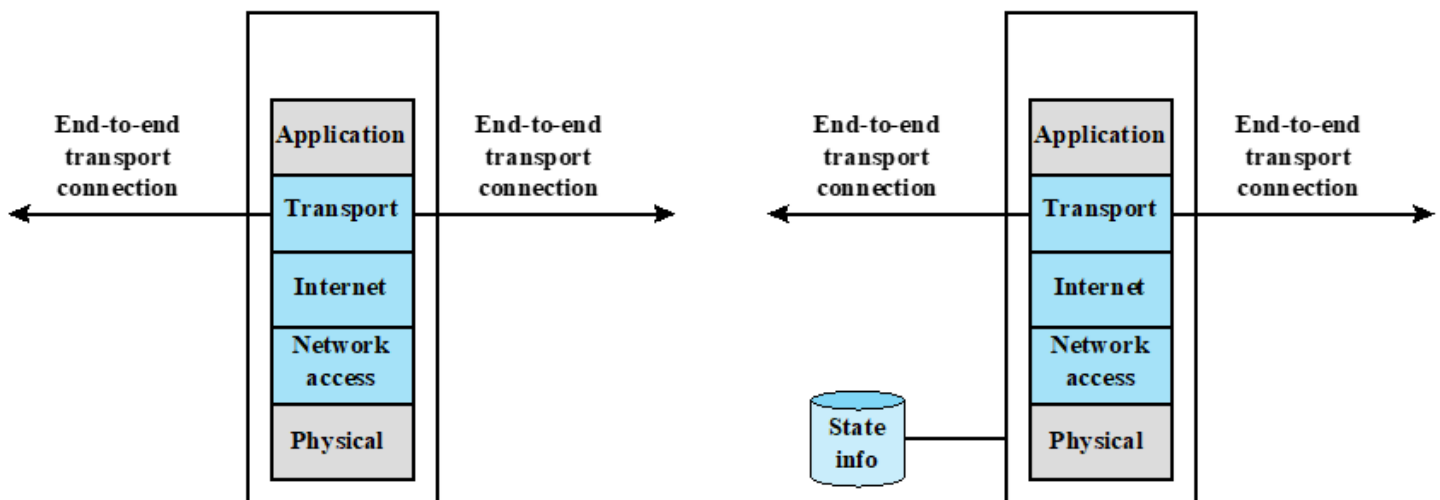 End-to-end
transport
connection
Application
Transport
Internet
Network
access
Physical
End-to-end
transport
connection
End-to-end
transport
connection
State
info
Application
Transport
Internet
Network
access
Physical
End-to-end
transport
connection